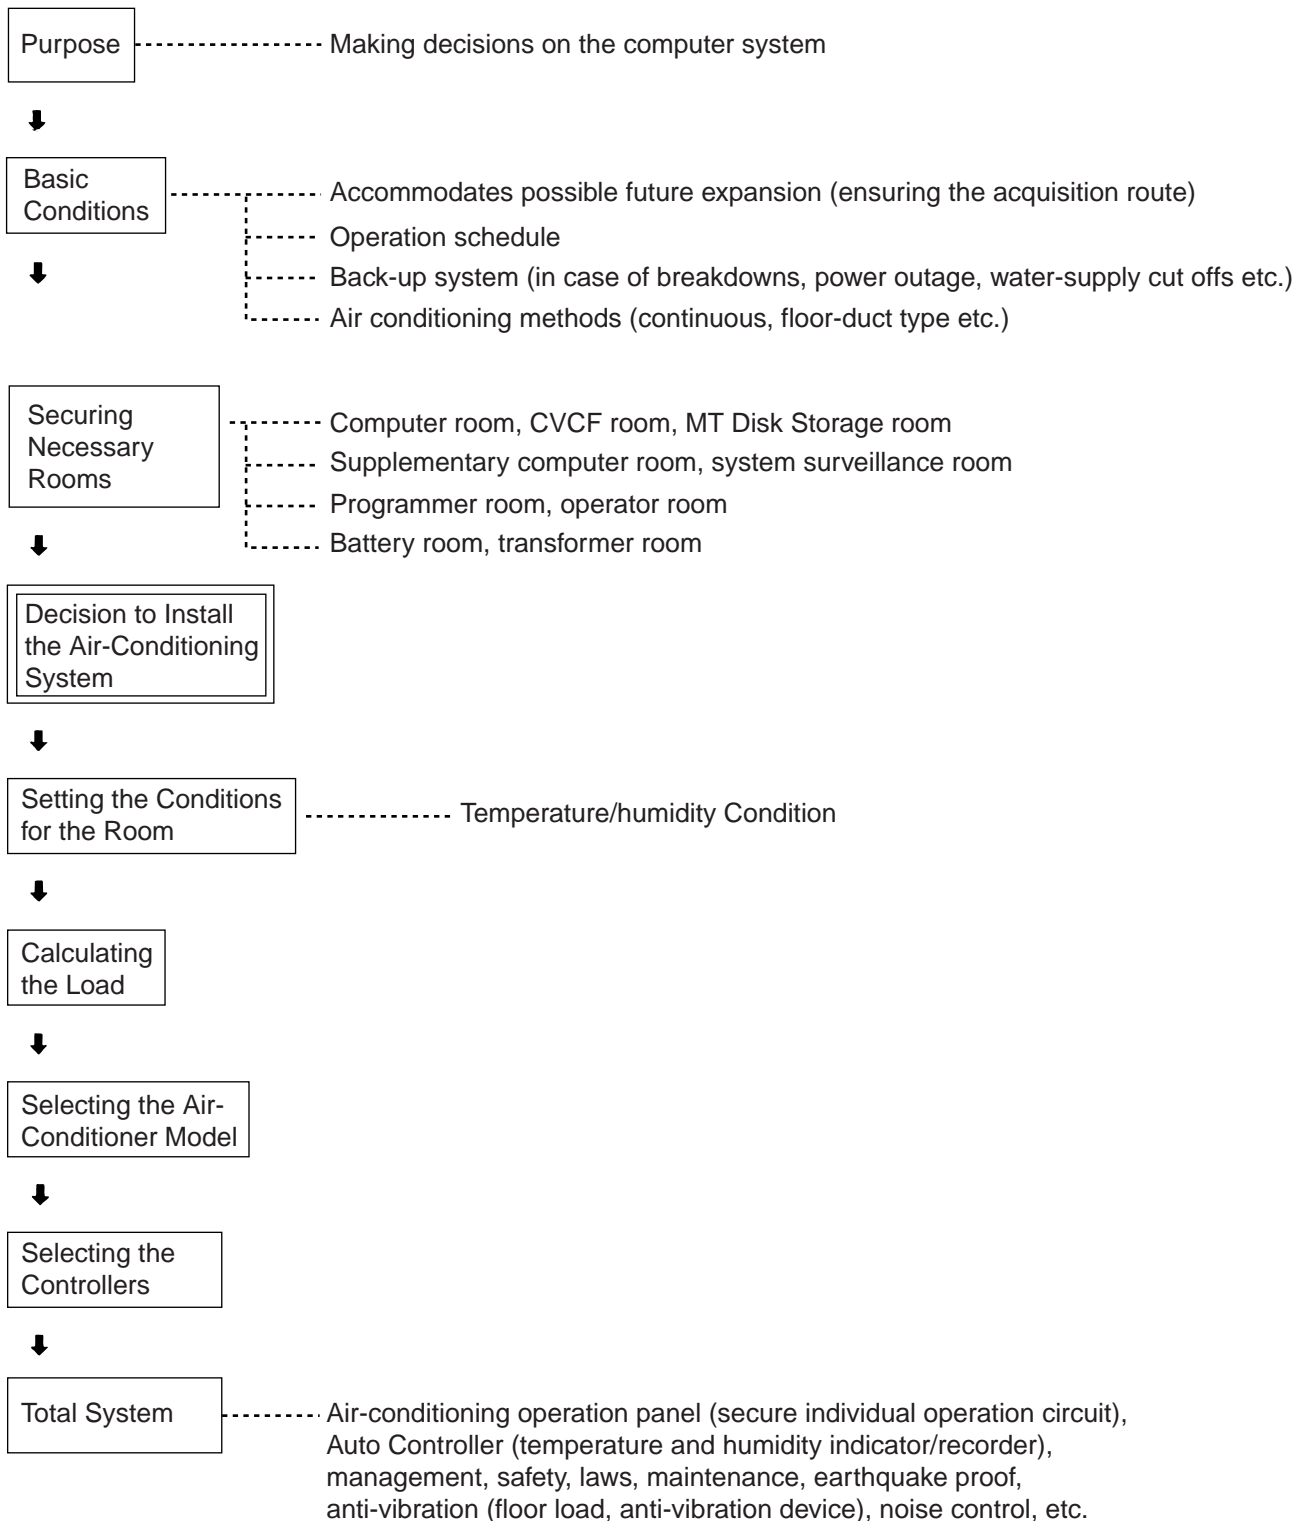 Purpose
Making decisions on the computer system
Basic
Conditions
Accommodates possible future expansion (ensuring the acquisition route)
Operation schedule
Back-up system (in case of breakdowns, power outage, water-supply cut offs etc.)
Air conditioning methods (continuous, floor-duct type etc.)
Securing
Necessary
Rooms
Computer room, CVCF room, MT Disk Storage room
Supplementary computer room, system surveillance room
Programmer room, operator room
Battery room, transformer room
Decision to Install
the Air-Conditioning
System
Setting the Conditions
for the Room
Temperature/humidity Condition
Calculating
the Load
Selecting the Air-
Conditioner Model
Selecting the
Controllers
Total System
Air-conditioning operation panel (secure individual operation circuit),
Auto Controller (temperature and humidity indicator/recorder),
management, safety, laws, maintenance, earthquake proof,
anti-vibration (floor load, anti-vibration device), noise control, etc.